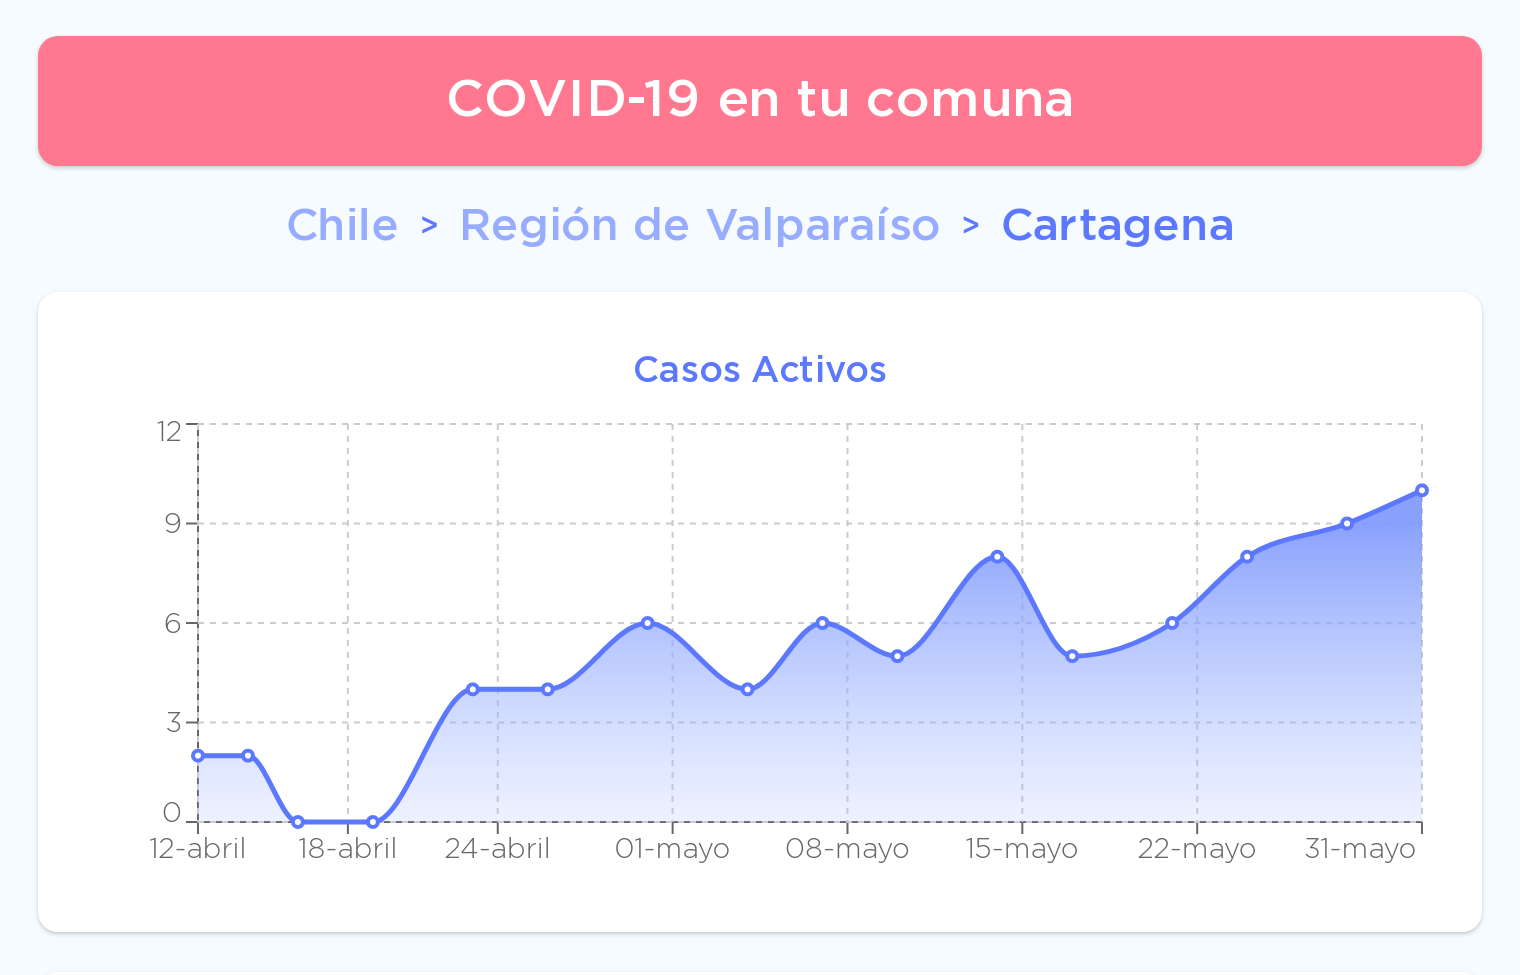 COVID-19 en tu comuna
Chile > Región de Valparaíso > Cartagena
Casos Activos
12
9
6
3
0
12-abril 18-abril 24-abril 01-mayo 08-mayo 15-mayo 22-mayo 31-mayo